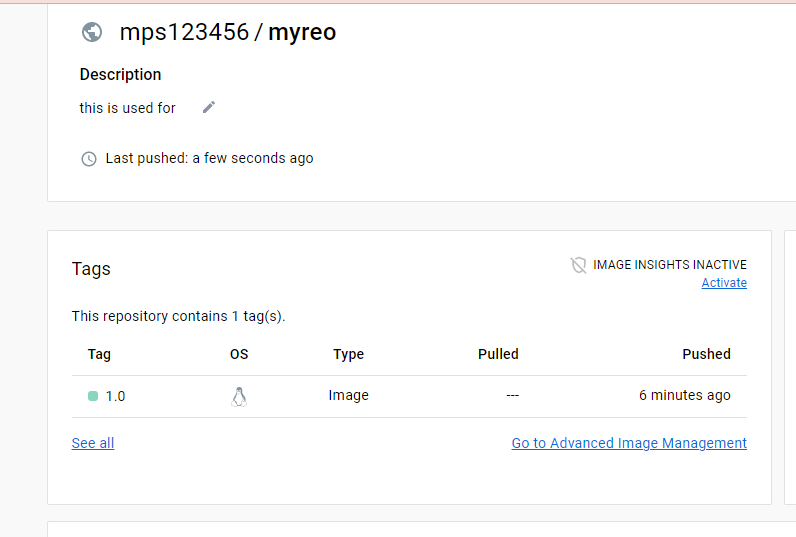 mps123456 / myreo
Description
this is used for
Last pushed: a few seconds ago
Tags
IMAGE INSIGHTS INACTIVE
Activate
This repository contains 1 tag(s).
Tag OS Type Pulled Pushed
1.0 Image --- 6 minutes ago
See all Go to Advanced Image Management